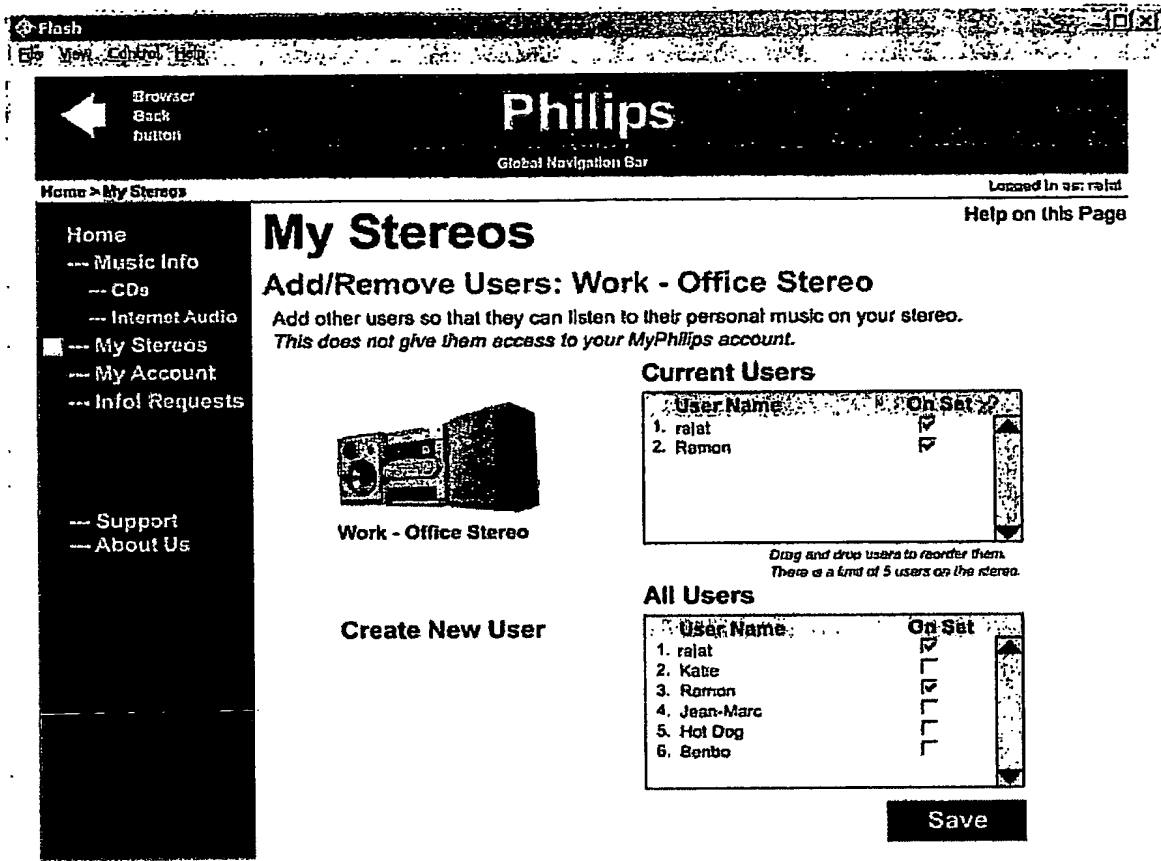 Flash
File View Control Help
Browser
Back
button
Philips
Global Navigation Bar
Home > My Stereos
Logged in as: rajat
Help on this Page
Home
--- Music Info
--- CDs
--- Internet Audio
--- My Stereos
--- My Account
--- Info! Requests
--- Support
--- About Us
My Stereos
Add/Remove Users: Work - Office Stereo
Add other users so that they can listen to their personal music on your stereo.
This does not give them access to your MyPhilips account.
Work - Office Stereo
Create New User
Current Users
User Name On Set
1. rajat
2. Ramon
Drag and drop users to reorder them.
There is a limit of 5 users on the stereo.
All Users
User Name On Set
1. rajat
2. Katie
3. Ramon
4. Jean-Marc
5. Hot Dog
6. Benbo
Save